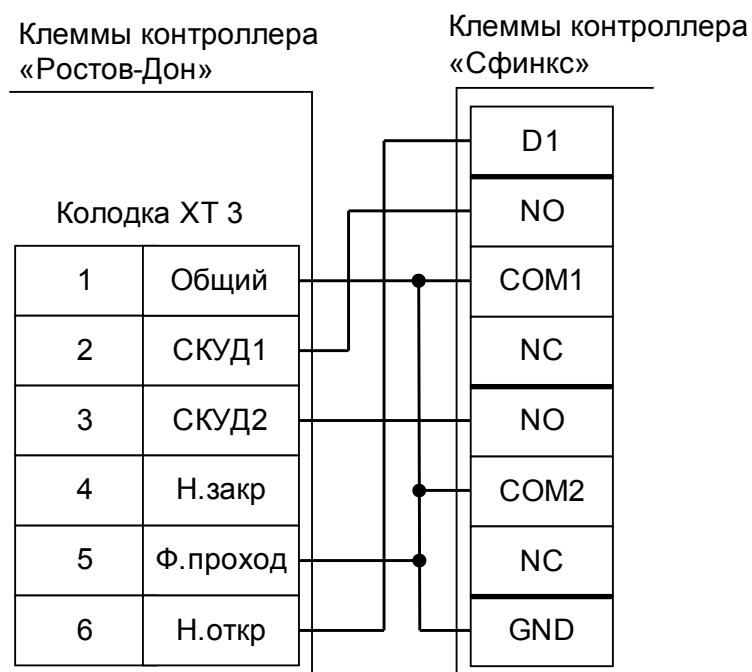 Клеммы контроллера
«Ростов-Дон»
Клеммы контроллера
«Сфинкс»
Колодка ХТ 3
1 Общий
2 СКУД1
3 СКУД2
4 Н.закр
5 Ф.проход
6 Н.откр
D1
NO
COM1
NC
NO
COM2
NC
GND